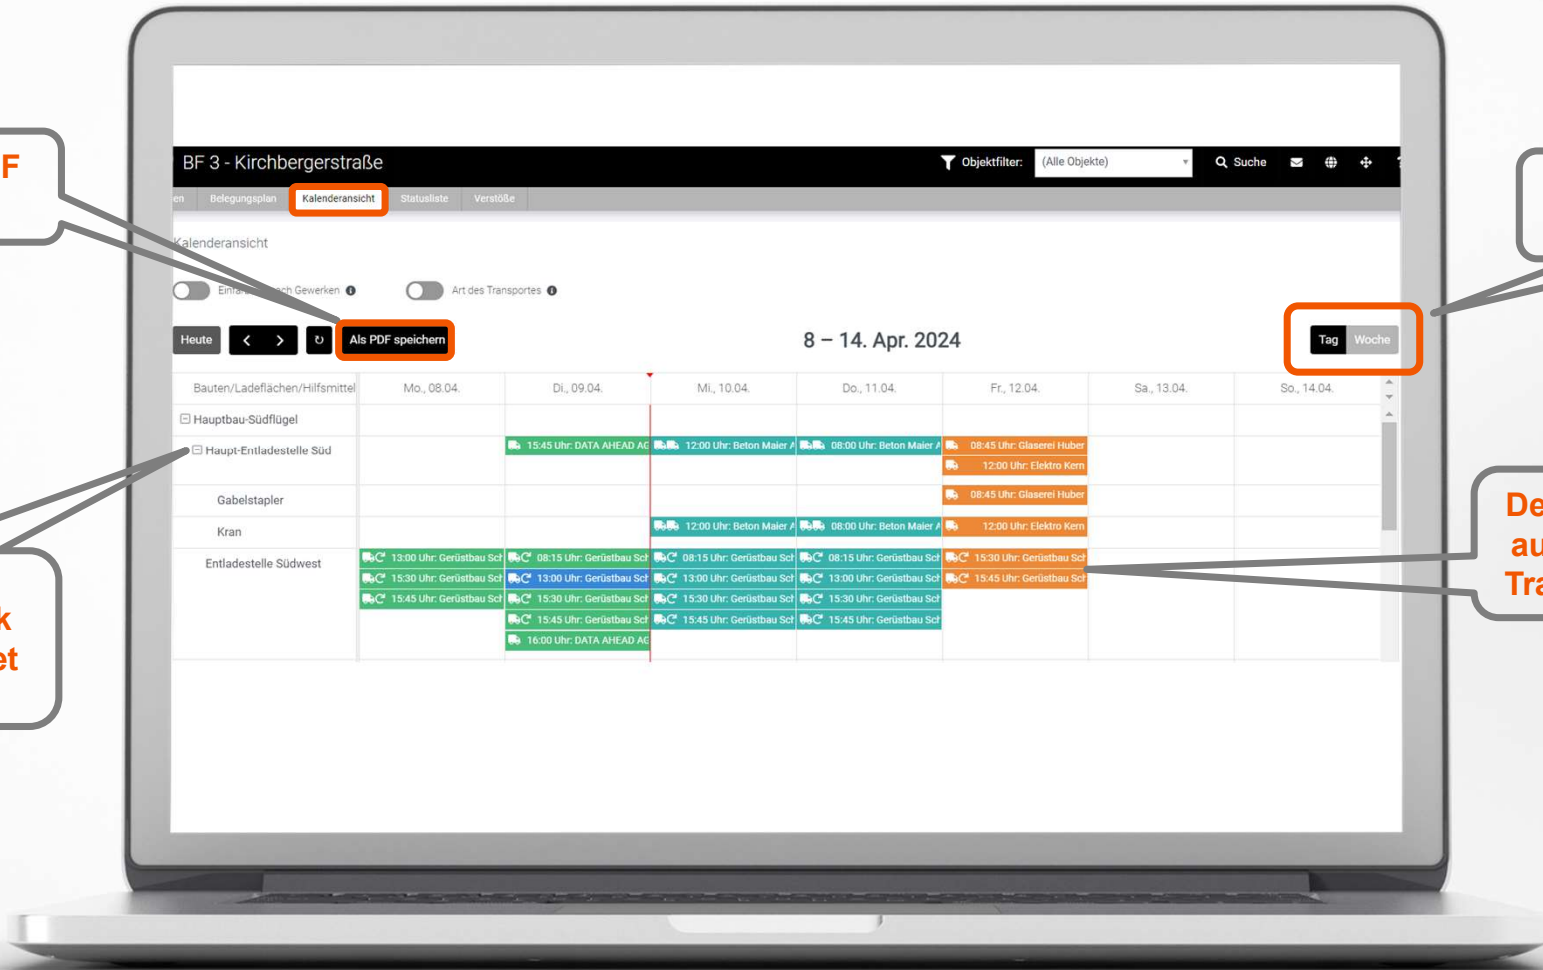 F
BF 3 - Kirchbergerstraße
Objektfilter: (Alle Objekte) Suche
en Belegungsplan Kalenderansicht Statusliste Verstöße
Kalenderansicht
ach Gewerken Art des Transportes
Heute Als PDF speichern 8 – 14. Apr. 2024 Tag Woche
Bauten/Ladeflächen/Hilfsmittel Mo., 08.04. Di., 09.04. Mi., 10.04. Do., 11.04. Fr., 12.04. Sa., 13.04. So., 14.04.
Hauptbau-Südflügel
Haupt-Entladestelle Süd 15:45 Uhr: DATA AHEAD AG 12:00 Uhr: Beton Maier A 08:00 Uhr: Beton Maier A 08:45 Uhr: Glaserei Huber
12:00 Uhr: Elektro Kern
Gabelstapler 08:45 Uhr: Glaserei Huber
Kran 12:00 Uhr: Beton Maier A 08:00 Uhr: Beton Maier A 12:00 Uhr: Elektro Kern
Entladestelle Südwest 13:00 Uhr: Gerüstbau Sch 08:15 Uhr: Gerüstbau Sch 08:15 Uhr: Gerüstbau Sch 08:15 Uhr: Gerüstbau Sch 15:30 Uhr: Gerüstbau Sch
15:30 Uhr: Gerüstbau Sch 13:00 Uhr: Gerüstbau Sch 13:00 Uhr: Gerüstbau Sch 13:00 Uhr: Gerüstbau Sch 15:45 Uhr: Gerüstbau Sch
15:45 Uhr: Gerüstbau Sch 15:30 Uhr: Gerüstbau Sch 15:30 Uhr: Gerüstbau Sch 15:30 Uhr: Gerüstbau Sch
15:45 Uhr: Gerüstbau Sch 15:45 Uhr: Gerüstbau Sch 15:45 Uhr: Gerüstbau Sch
16:00 Uhr: DATA AHEAD AG
k
et
De
au
Tra